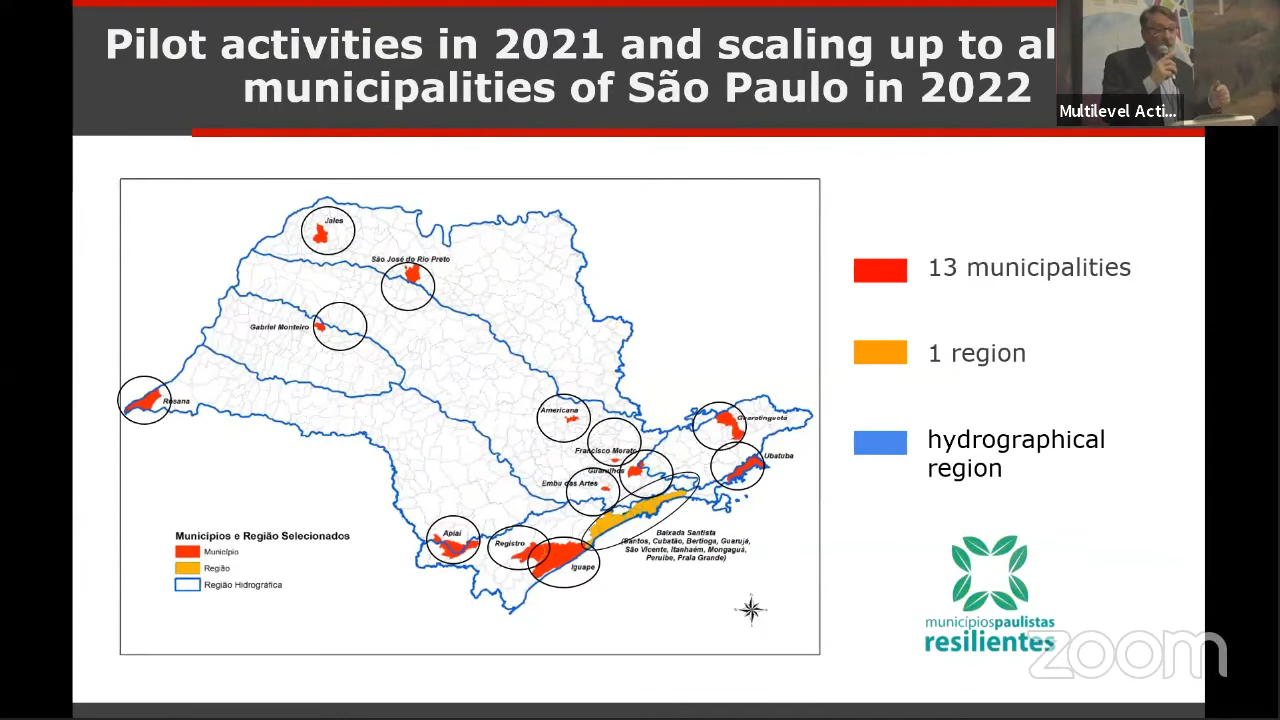 Pilot activities in 2021 and scaling up to al
municipalities of São Paulo in 2022
Multilevel Acti...
Jales
São José do Rio Preto
Gabriel Monteiro
Rosana
Americana
Guaratinguetá
Francisco Morato
Guarulhos
Ubatuba
Embu das Artes
Apiaí
Registro
Iguape
Baixada Santista
(Santos, Cubatão, Bertioga, Guarujá,
São Vicente, Itanhaém, Mongaguá,
Peruíbe, Praia Grande)
Municípios e Região Selecionados
Município
Região
Região Hidrográfica
13 municipalities
1 region
hydrographical
region
municípiospaulistas
resilientes
zoom